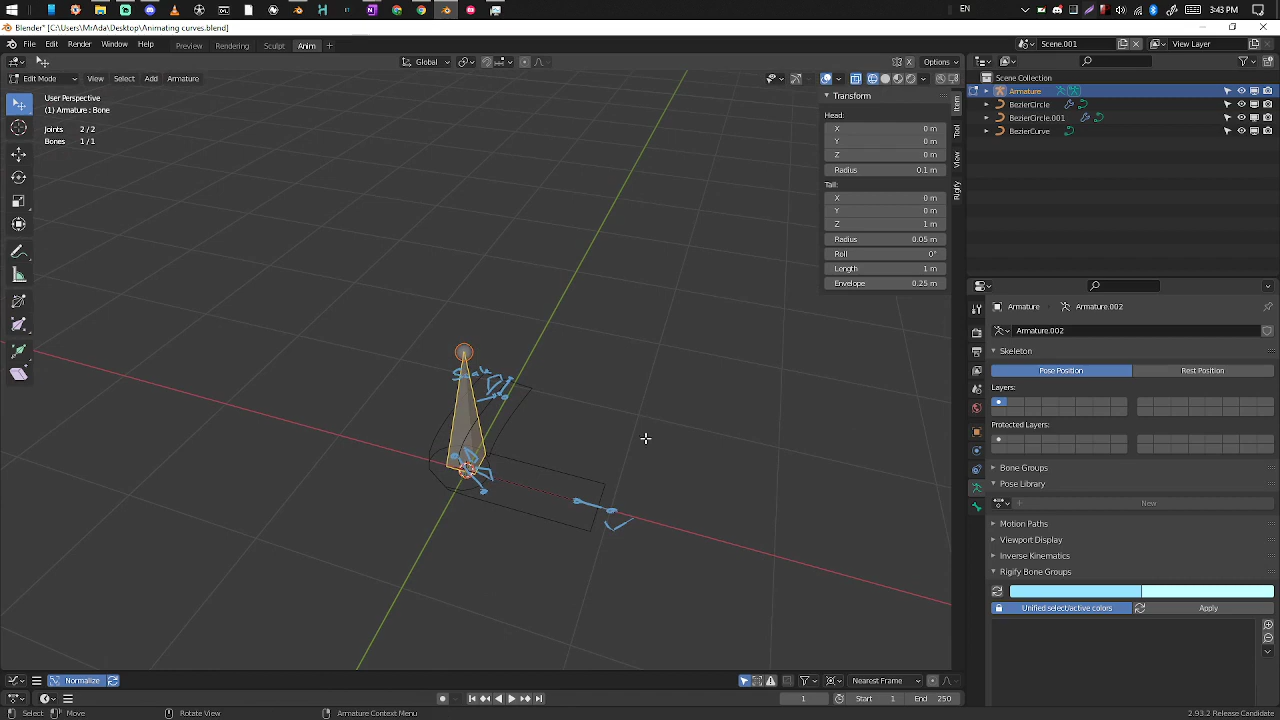 EN
3:43 PM
Blender* [C:\Users\MrAda\Desktop\Animating curves.blend]
File Edit Render Window Help
Preview Rendering Sculpt Anim +
Scene.001
View Layer
Global
Options
Edit Mode View Select Add Armature
User Perspective
(1) Armature : Bone
Joints 2/2
Bones 1/1
Transform
Head:
X 0 m
Y 0 m
Z 0 m
Radius 0.1 m
Tail:
X 0 m
Y 0 m
Z 1 m
Radius 0.05 m
Roll 0°
Length 1 m
Envelope 0.25 m
Item
Tool
View
Rigify
Scene Collection
Armature
BezierCircle
BezierCircle.001
BezierCurve
Armature Armature.002
Armature.002
Skeleton
Pose Position Rest Position
Layers:
Protected Layers:
Bone Groups
Pose Library
New
Motion Paths
Viewport Display
Inverse Kinematics
Rigify Bone Groups
Unified select/active colors Apply
Normalize
Nearest Frame
1 Start 1 End 250
Select Move Rotate View Armature Context Menu
2.93.2 Release Candidate